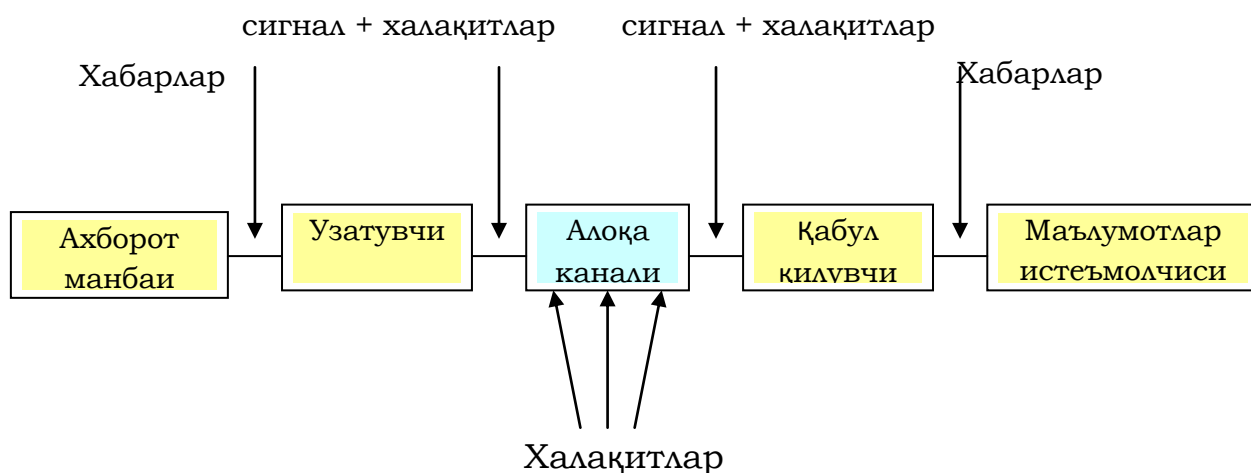 сигнал + халақитлар
сигнал + халақитлар
Хабарлар
Хабарлар
Ахборот
манбаи
Узатувчи
Алоқа
канали
Қабул
қилувчи
Маълумотлар
истеъмолчиси
Халақитлар